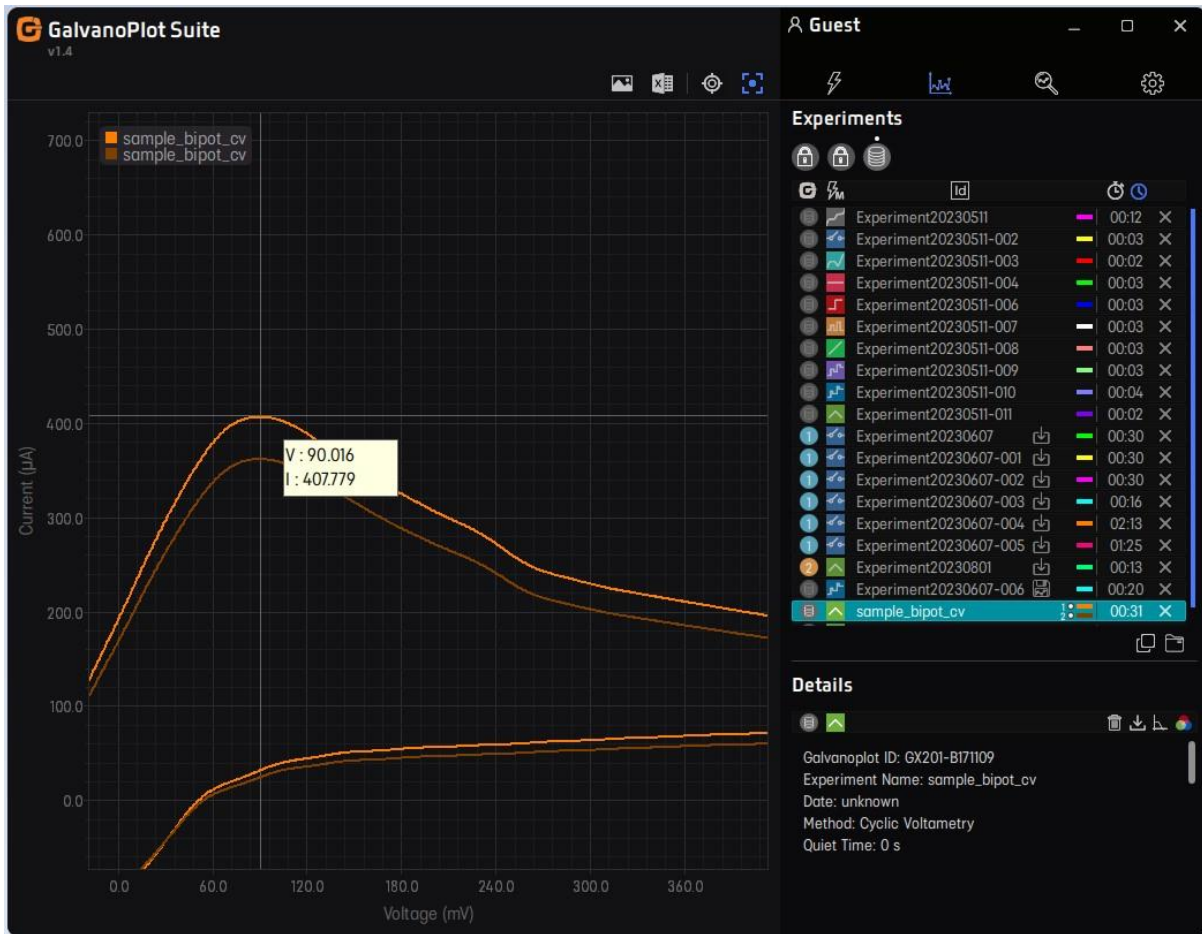 GalvanoPlot Suite
v1.4
Guest
700.0
600.0
500.0
400.0
300.0
200.0
100.0
0.0
Current (µA)
sample_bipot_cv
sample_bipot_cv
V : 90.016
I : 407.779
0.0 60.0 120.0 180.0 240.0 300.0 360.0
Voltage (mV)
Experiments
M Id
Experiment20230511 00:12
Experiment20230511-002 00:03
Experiment20230511-003 00:02
Experiment20230511-004 00:03
Experiment20230511-006 00:03
Experiment20230511-007 00:03
Experiment20230511-008 00:03
Experiment20230511-009 00:03
Experiment20230511-010 00:04
Experiment20230511-011 00:02
1 Experiment20230607 00:30
1 Experiment20230607-001 00:30
1 Experiment20230607-002 00:30
1 Experiment20230607-003 00:16
1 Experiment20230607-004 02:13
1 Experiment20230607-005 01:25
2 Experiment20230801 00:13
Experiment20230607-006 00:20
sample_bipot_cv 1 2 00:31
Details
Galvanoplot ID: GX201-B171109
Experiment Name: sample_bipot_cv
Date: unknown
Method: Cyclic Voltametry
Quiet Time: 0 s